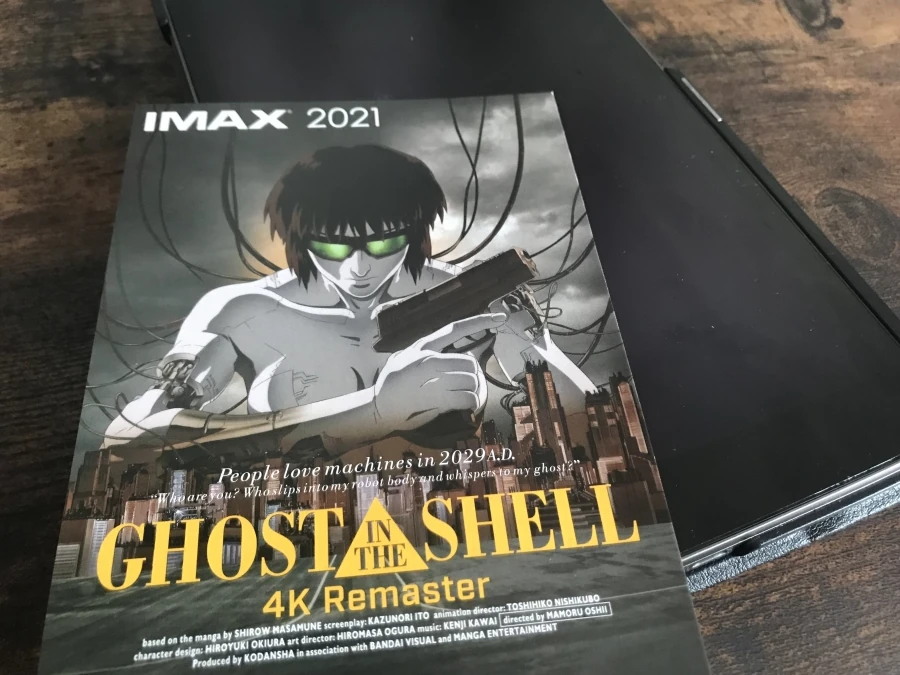 IMAX® 2021
People love machines in 2029 A.D.
"Who are you? Who slips into my robot body and whispers to my ghost?"
GHOST IN THE SHELL
4K Remaster
based on the manga by SHIROW MASAMUNE screenplay: KAZUNORI ITO animation director: TOSHIHIKO NISHIKUBO
character design: HIROYUKI OKIURA art director: HIROMASA OGURA music: KENJI KAWAI directed by MAMORU OSHII
Produced by KODANSHA in association with BANDAI VISUAL and MANGA ENTERTAINMENT